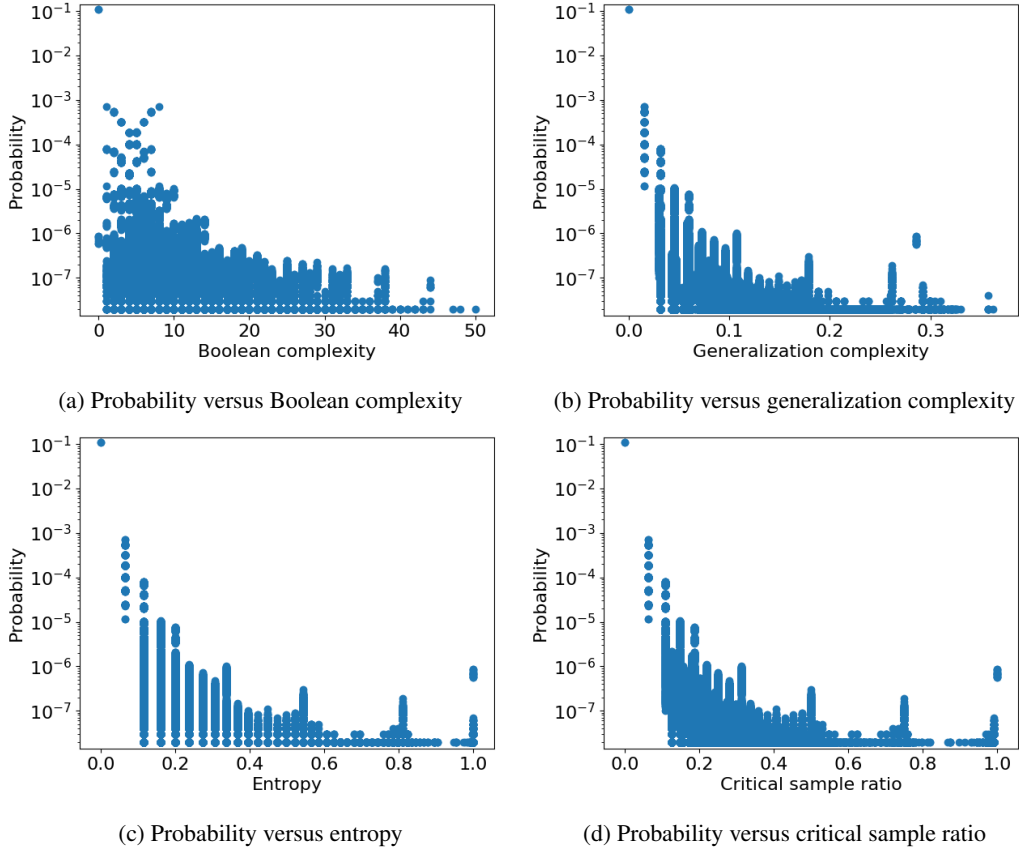 10⁻¹
10⁻²
10⁻³
10⁻⁴
10⁻⁵
10⁻⁶
10⁻⁷
Probability
0 10 20 30 40 50
Boolean complexity
(a) Probability versus Boolean complexity
10⁻¹
10⁻²
10⁻³
10⁻⁴
10⁻⁵
10⁻⁶
10⁻⁷
Probability
0.0 0.1 0.2 0.3
Generalization complexity
(b) Probability versus generalization complexity
10⁻¹
10⁻²
10⁻³
10⁻⁴
10⁻⁵
10⁻⁶
10⁻⁷
Probability
0.0 0.2 0.4 0.6 0.8 1.0
Entropy
(c) Probability versus entropy
10⁻¹
10⁻²
10⁻³
10⁻⁴
10⁻⁵
10⁻⁶
10⁻⁷
Probability
0.0 0.2 0.4 0.6 0.8 1.0
Critical sample ratio
(d) Probability versus critical sample ratio